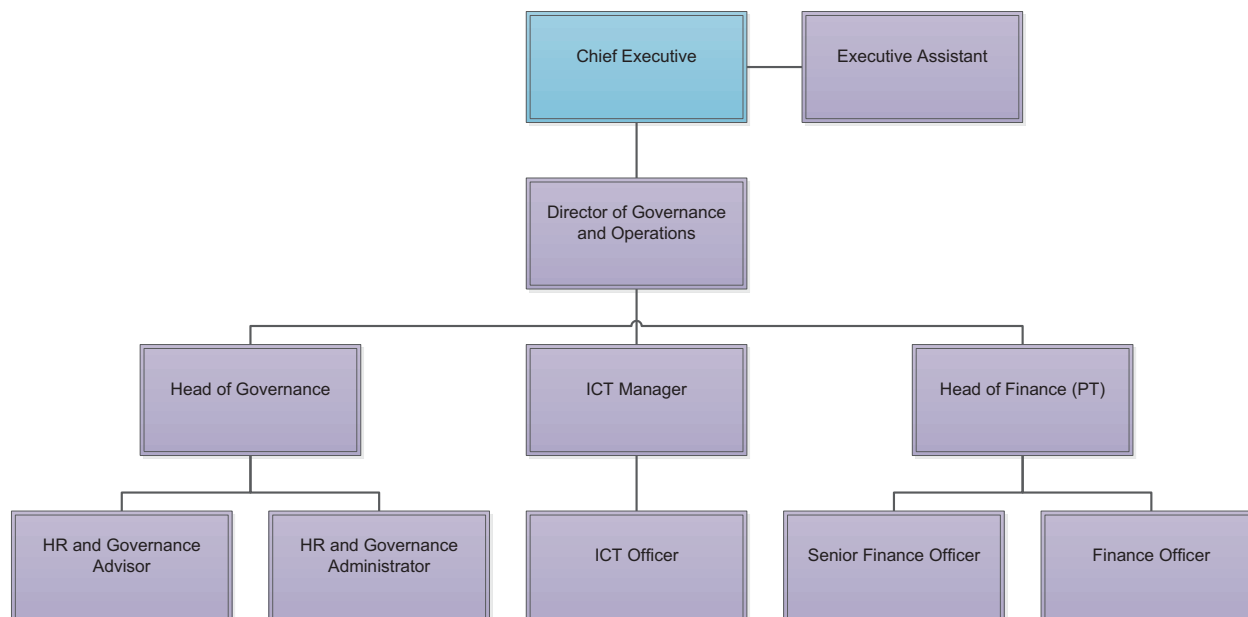 Chief Executive
Executive Assistant
Director of Governance
and Operations
Head of Governance
ICT Manager
Head of Finance (PT)
HR and Governance
Advisor
HR and Governance
Administrator
ICT Officer
Senior Finance Officer
Finance Officer